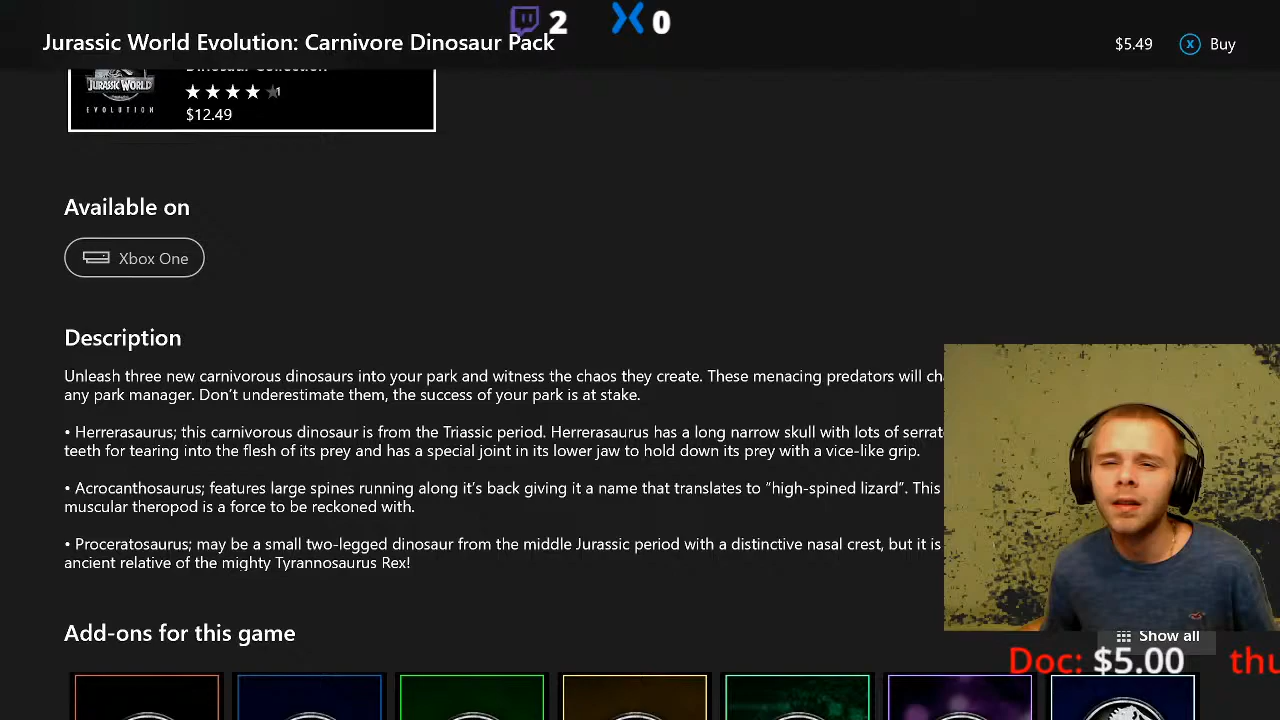 2 0
Jurassic World Evolution: Carnivore Dinosaur Pack
$5.49 X Buy
Dinosaur Collection
JURASSIC WORLD
EVOLUTION
1
$12.49
Available on
Xbox One
Description
Unleash three new carnivorous dinosaurs into your park and witness the chaos they create. These menacing predators will
any park manager. Don't underestimate them, the success of your park is at stake.
• Herrerasaurus; this carnivorous dinosaur is from the Triassic period. Herrerasaurus has a long narrow skull with lots of serrat
teeth for tearing into the flesh of its prey and has a special joint in its lower jaw to hold down its prey with a vice-like grip.
• Acrocanthosaurus; features large spines running along it's back giving it a name that translates to “high-spined lizard”. This
muscular theropod is a force to be reckoned with.
• Proceratosaurus; may be a small two-legged dinosaur from the middle Jurassic period with a distinctive nasal crest, but it is
ancient relative of the mighty Tyrannosaurus Rex!
Add-ons for this game
Show all
Doc: $5.00 thu